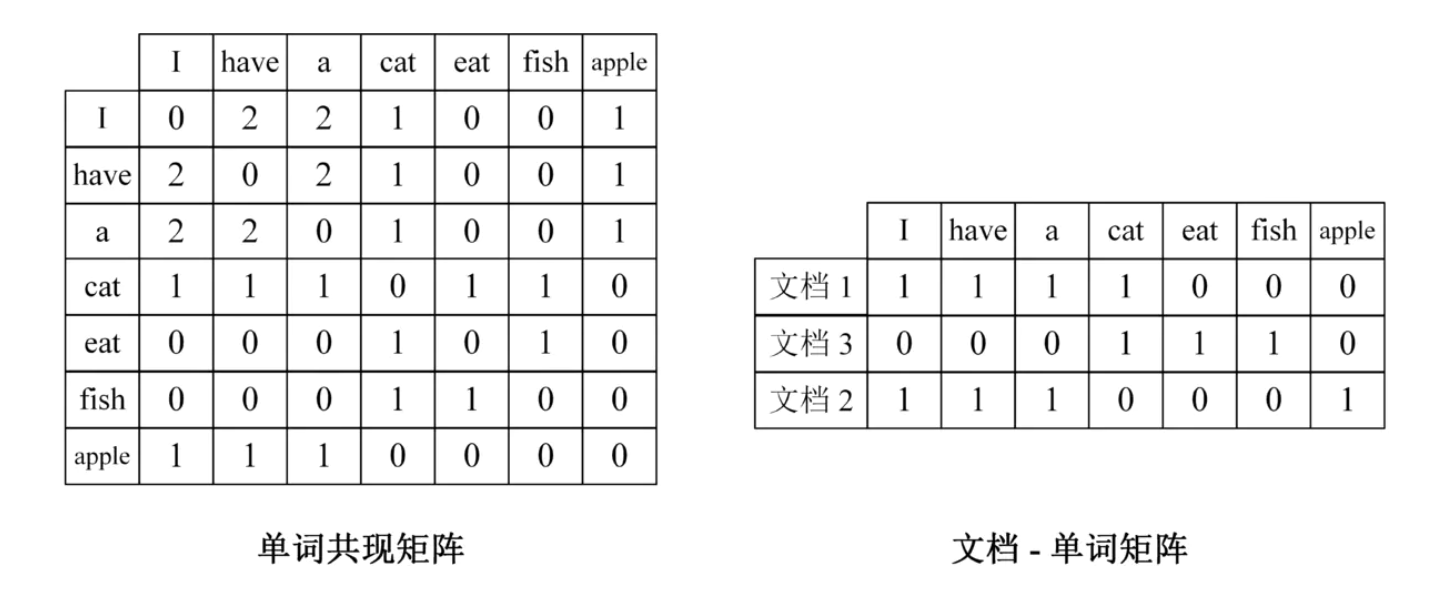 I have a cat eat fish apple
I 0 2 2 1 0 0 1
have 2 0 2 1 0 0 1
a 2 2 0 1 0 0 1
cat 1 1 1 0 1 1 0
eat 0 0 0 1 0 1 0
fish 0 0 0 1 1 0 0
apple 1 1 1 0 0 0 0
单词共现矩阵
I have a cat eat fish apple
文档 1 1 1 1 1 0 0 0
文档 3 0 0 0 1 1 1 0
文档 2 1 1 1 0 0 0 1
文档 - 单词矩阵